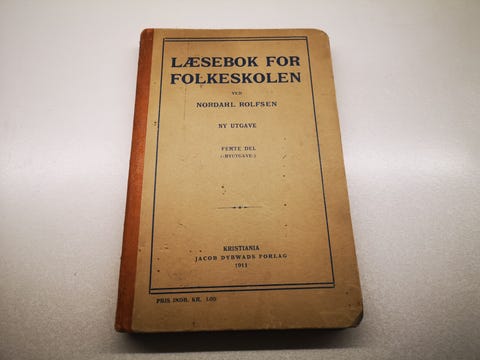 LÆSEBOK FOR
FOLKESKOLEN
VED
NORDAHL ROLFSEN
NY UTGAVE
FEMTE DEL
(»BYUTGAVE«)
KRISTIANIA
JACOB DYBWADS FORLAG
1911
PRIS INDB. KR. 1.00